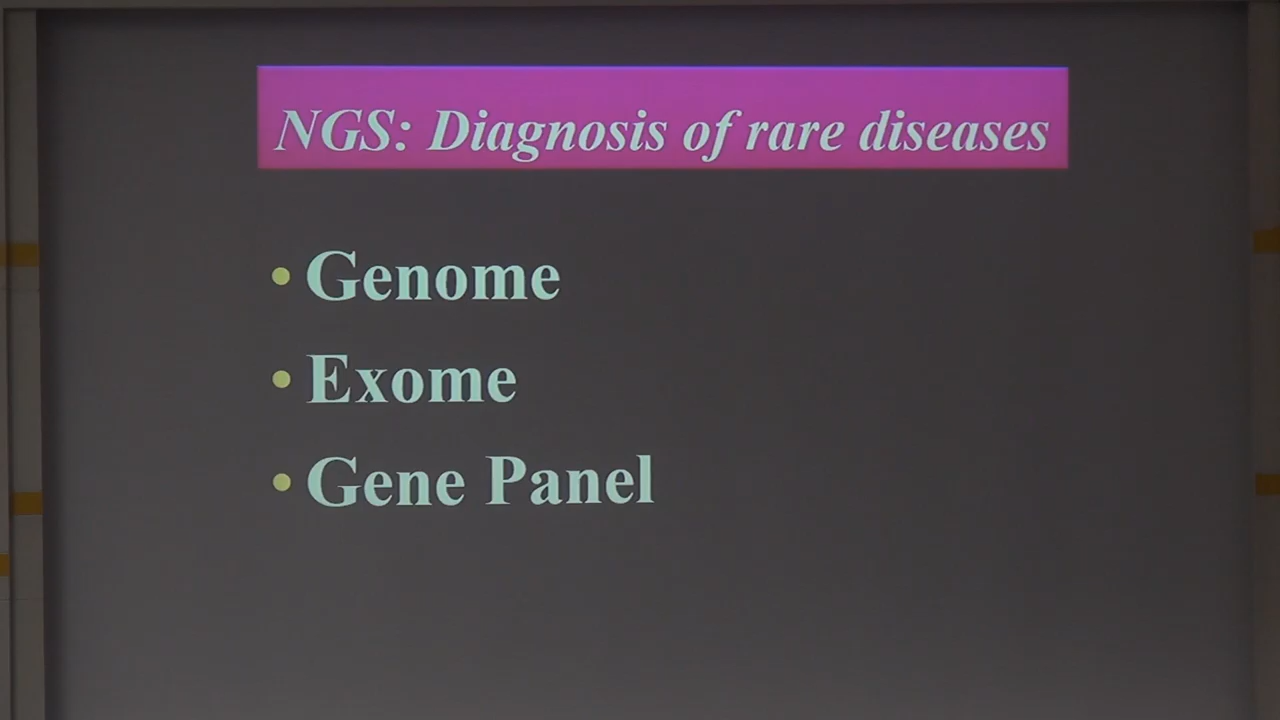 NGS: Diagnosis of rare diseases
• Genome
• Exome
• Gene Panel